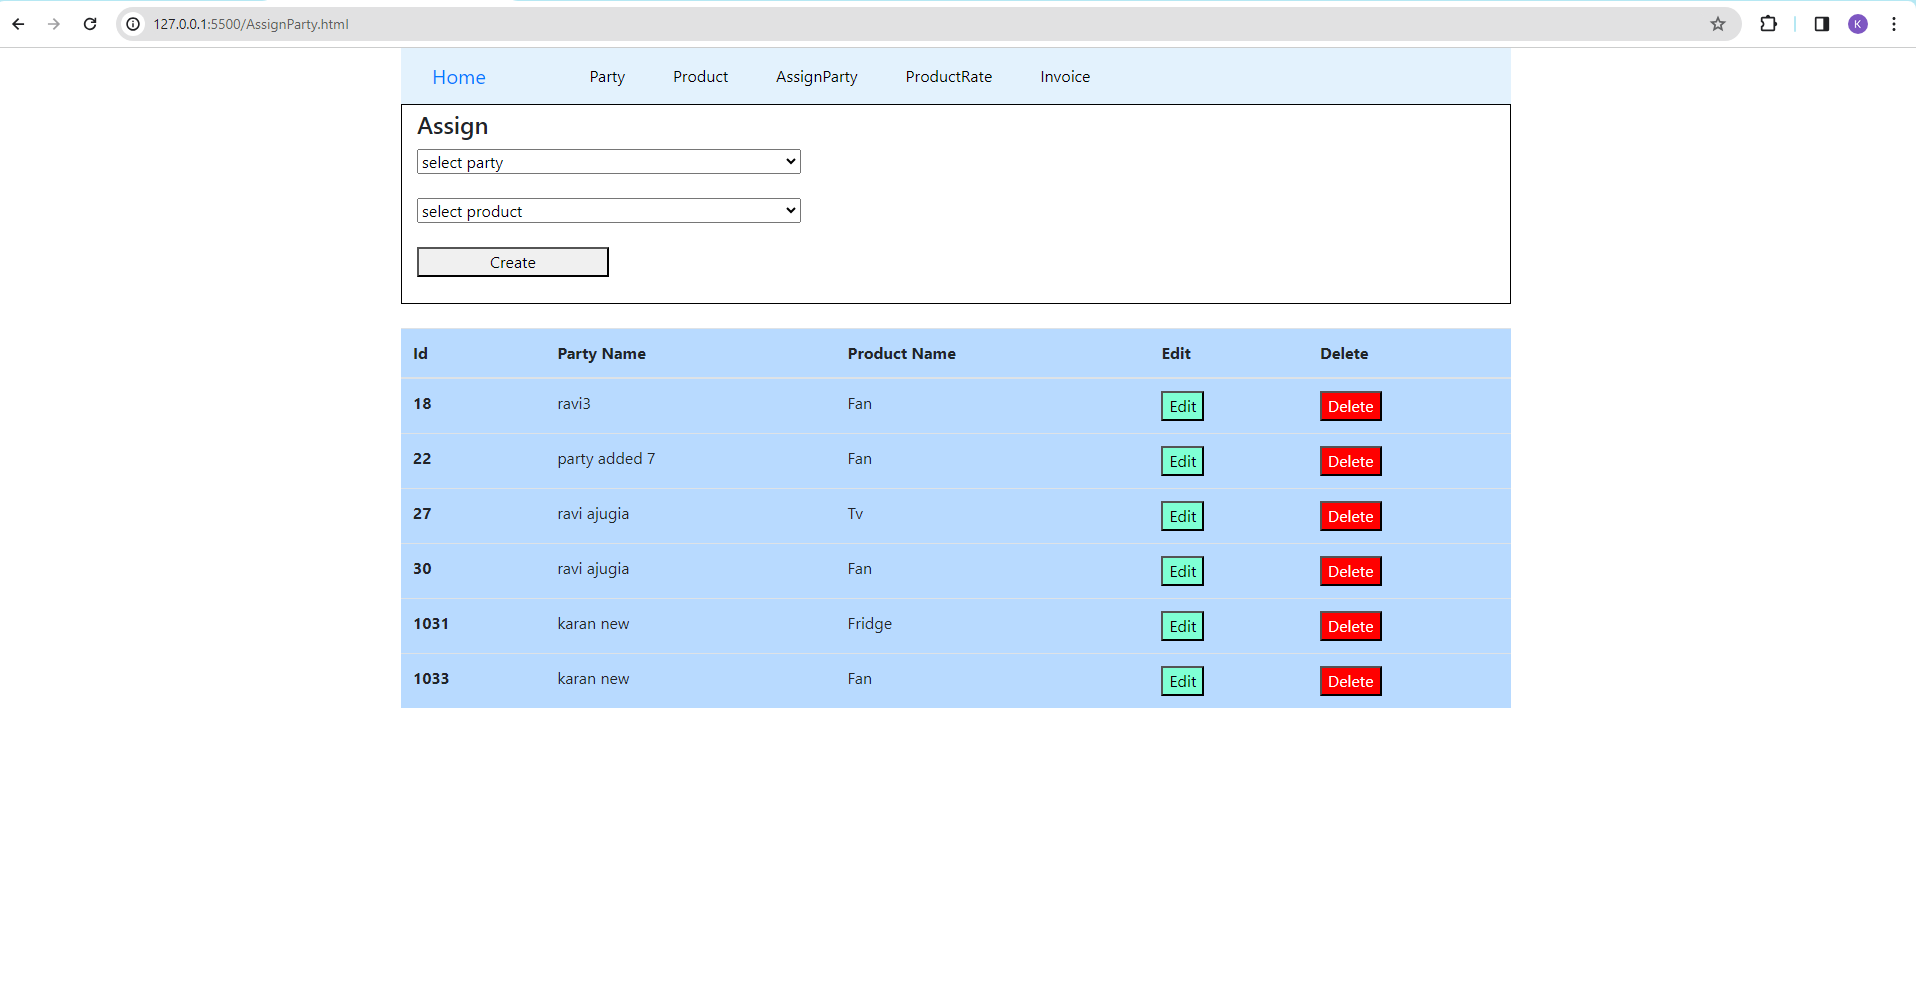 127.0.0.1:5500/AssignParty.html
K
Home Party Product AssignParty ProductRate Invoice
Assign
select party
select product
Create
Id Party Name Product Name Edit Delete
18 ravi3 Fan Edit Delete
22 party added 7 Fan Edit Delete
27 ravi ajugia Tv Edit Delete
30 ravi ajugia Fan Edit Delete
1031 karan new Fridge Edit Delete
1033 karan new Fan Edit Delete